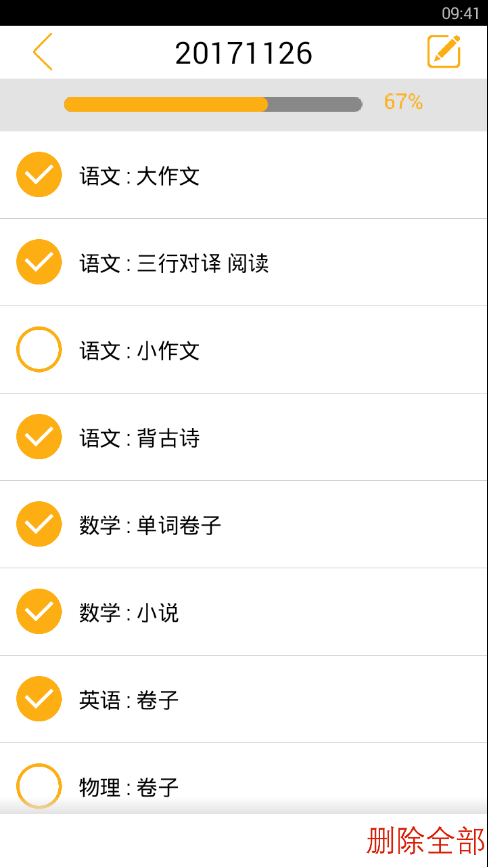 09:41
20171126
67%
语文 : 大作文
语文 : 三行对译 阅读
语文 : 小作文
语文 : 背古诗
数学 : 单词卷子
数学 : 小说
英语 : 卷子
物理 : 卷子
删除全部